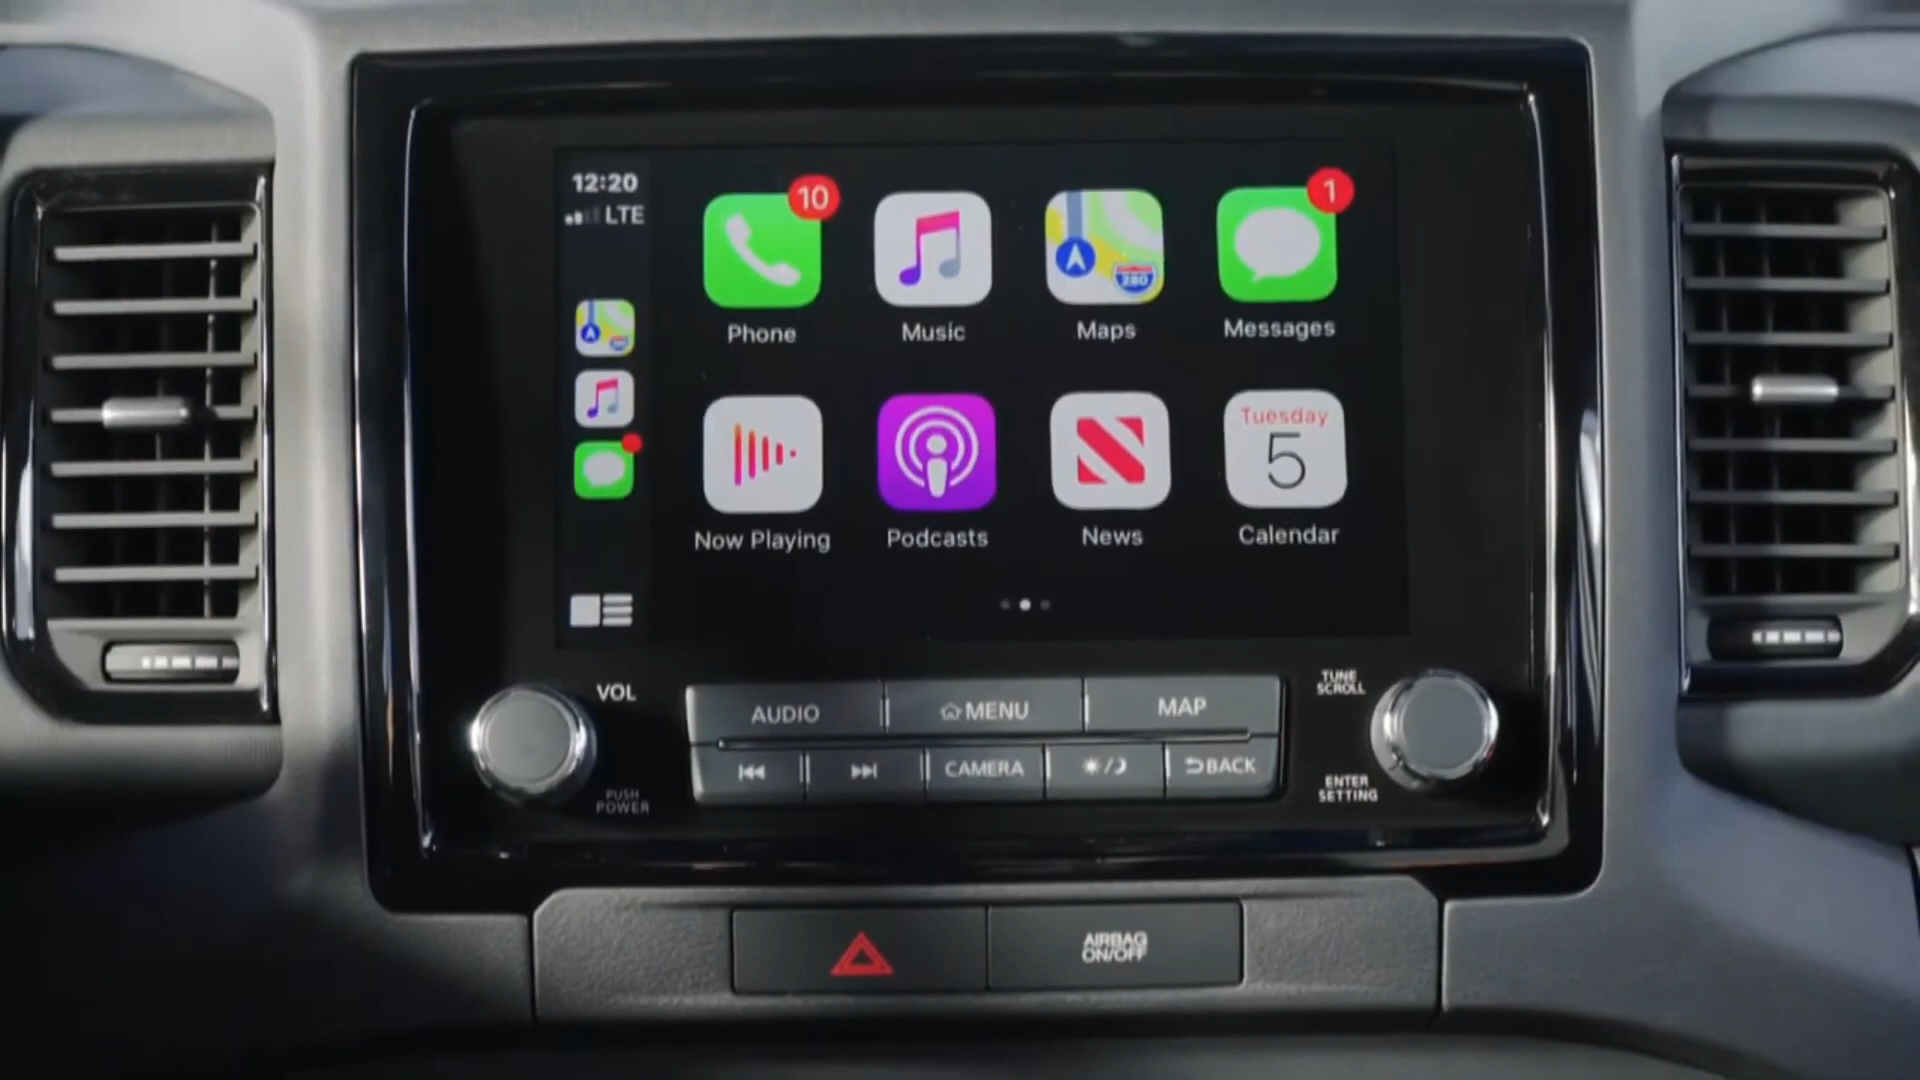 12:20
LTE
10
1
280
Phone
Music
Maps
Messages
Tuesday
5
Now Playing
Podcasts
News
Calendar
VOL
PUSH
POWER
AUDIO
MENU
MAP
CAMERA
BACK
TUNE
SCROLL
ENTER
SETTING
AIRBAG
ON/OFF